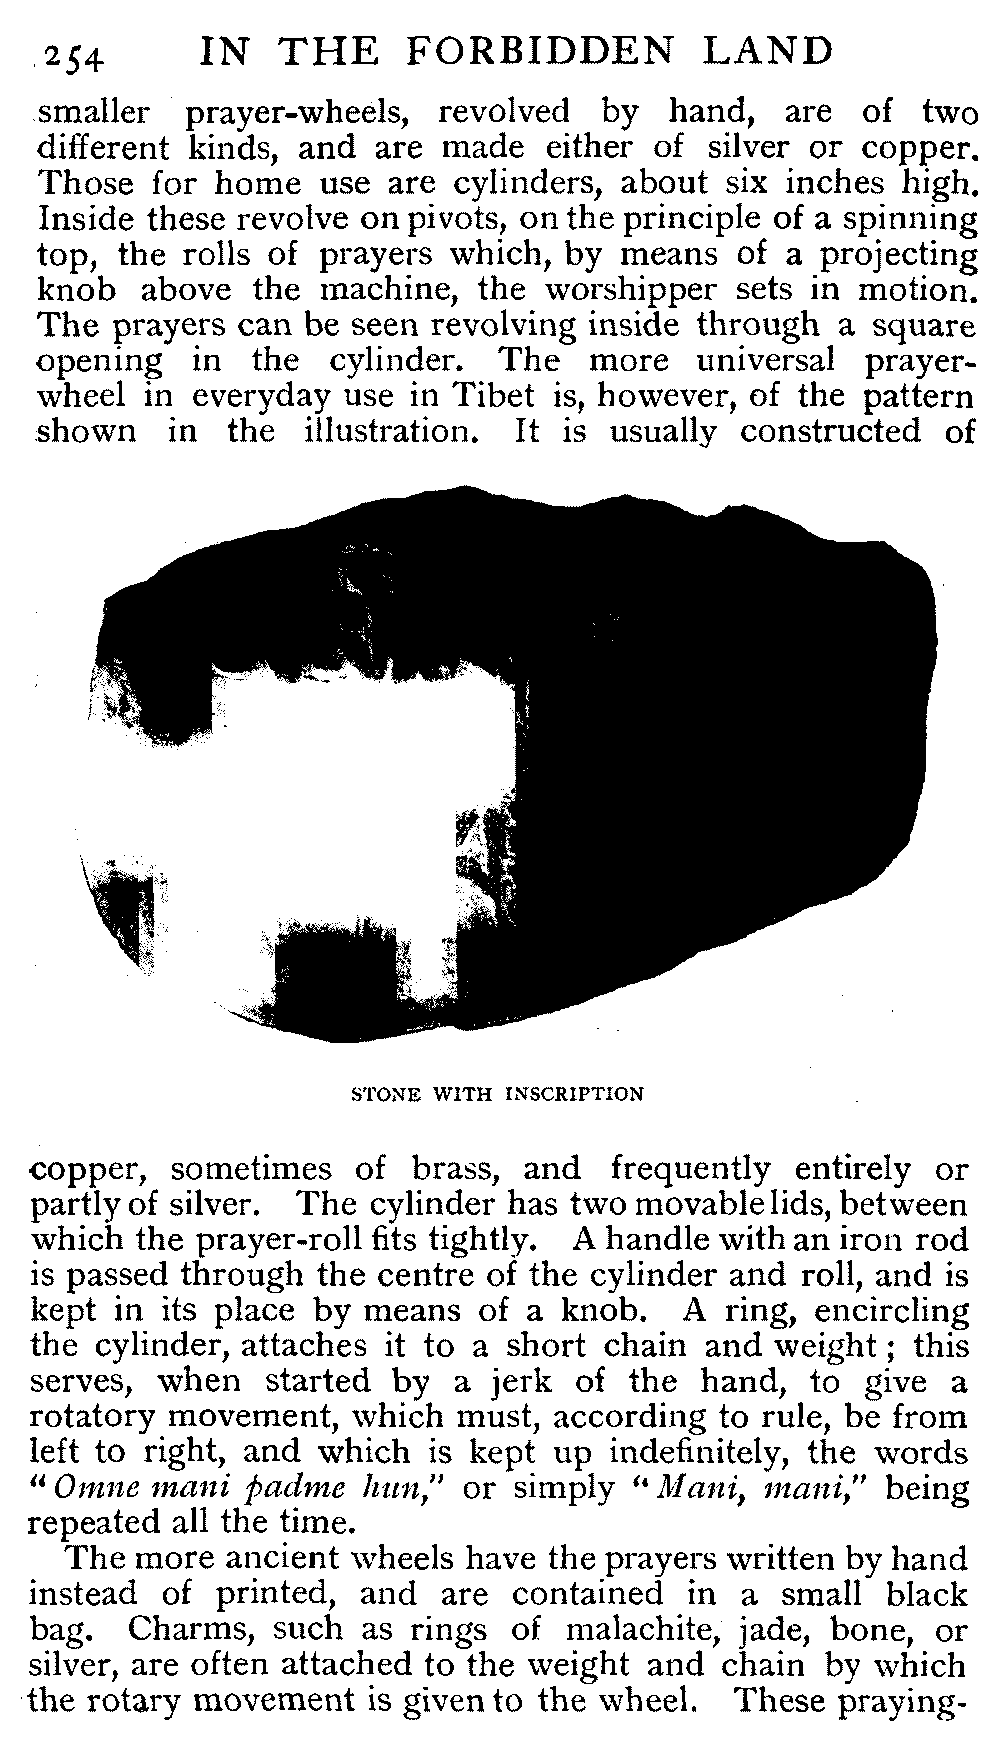 254 IN THE FORBIDDEN LAND
smaller prayer-wheels, revolved by hand, are of two
different kinds, and are made either of silver or copper.
Those for home use are cylinders, about six inches high.
Inside these revolve on pivots, on the principle of a spinning
top, the rolls of prayers which, by means of a projecting
knob above the machine, the worshipper sets in motion.
The prayers can be seen revolving inside through a square
opening in the cylinder. The more universal prayer-
wheel in everyday use in Tibet is, however, of the pattern
shown in the illustration. It is usually constructed of
STONE WITH INSCRIPTION
copper, sometimes of brass, and frequently entirely or
partly of silver. The cylinder has two movable lids, between
which the prayer-roll fits tightly. A handle with an iron rod
is passed through the centre of the cylinder and roll, and is
kept in its place by means of a knob. A ring, encircling
the cylinder, attaches it to a short chain and weight; this
serves, when started by a jerk of the hand, to give a
rotatory movement, which must, according to rule, be from
left to right, and which is kept up indefinitely, the words
"Omne mani padme hun," or simply "Mani, mani," being
repeated all the time.
The more ancient wheels have the prayers written by hand
instead of printed, and are contained in a small black
bag. Charms, such as rings of malachite, jade, bone, or
silver, are often attached to the weight and chain by which
the rotary movement is given to the wheel. These praying-